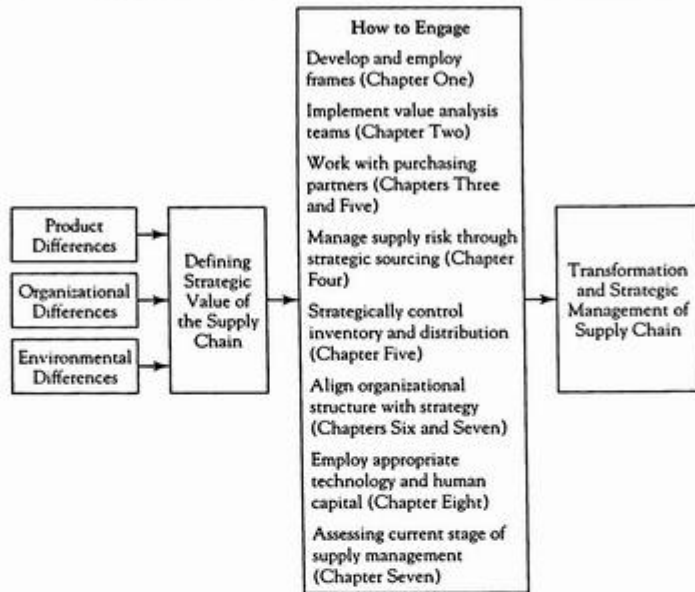 Product
Differences
Organizational
Differences
Environmental
Differences
Defining
Strategic
Value of
the Supply
Chain
How to Engage
Develop and employ
frames (Chapter One)
Implement value analysis
teams (Chapter Two)
Work with purchasing
partners (Chapters Three
and Five)
Manage supply risk through
strategic sourcing (Chapter
Four)
Strategically control
inventory and distribution
(Chapter Five)
Align organizational
structure with strategy
(Chapters Six and Seven)
Employ appropriate
technology and human
capital (Chapter Eight)
Assessing current stage of
supply management
(Chapter Seven)
Transformation
and Strategic
Management of
Supply Chain